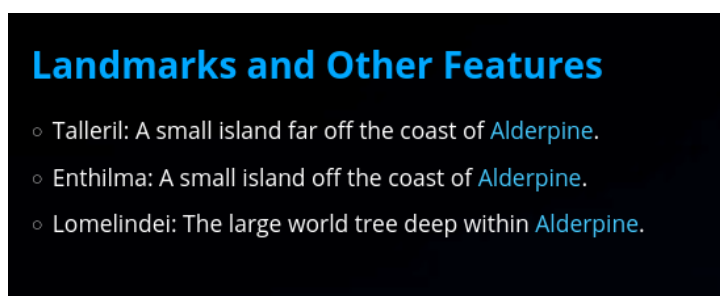 Landmarks and Other Features
Talleril: A small island far off the coast of Alderpine.
Enthilma: A small island off the coast of Alderpine.
Lomelindei: The large world tree deep within Alderpine.